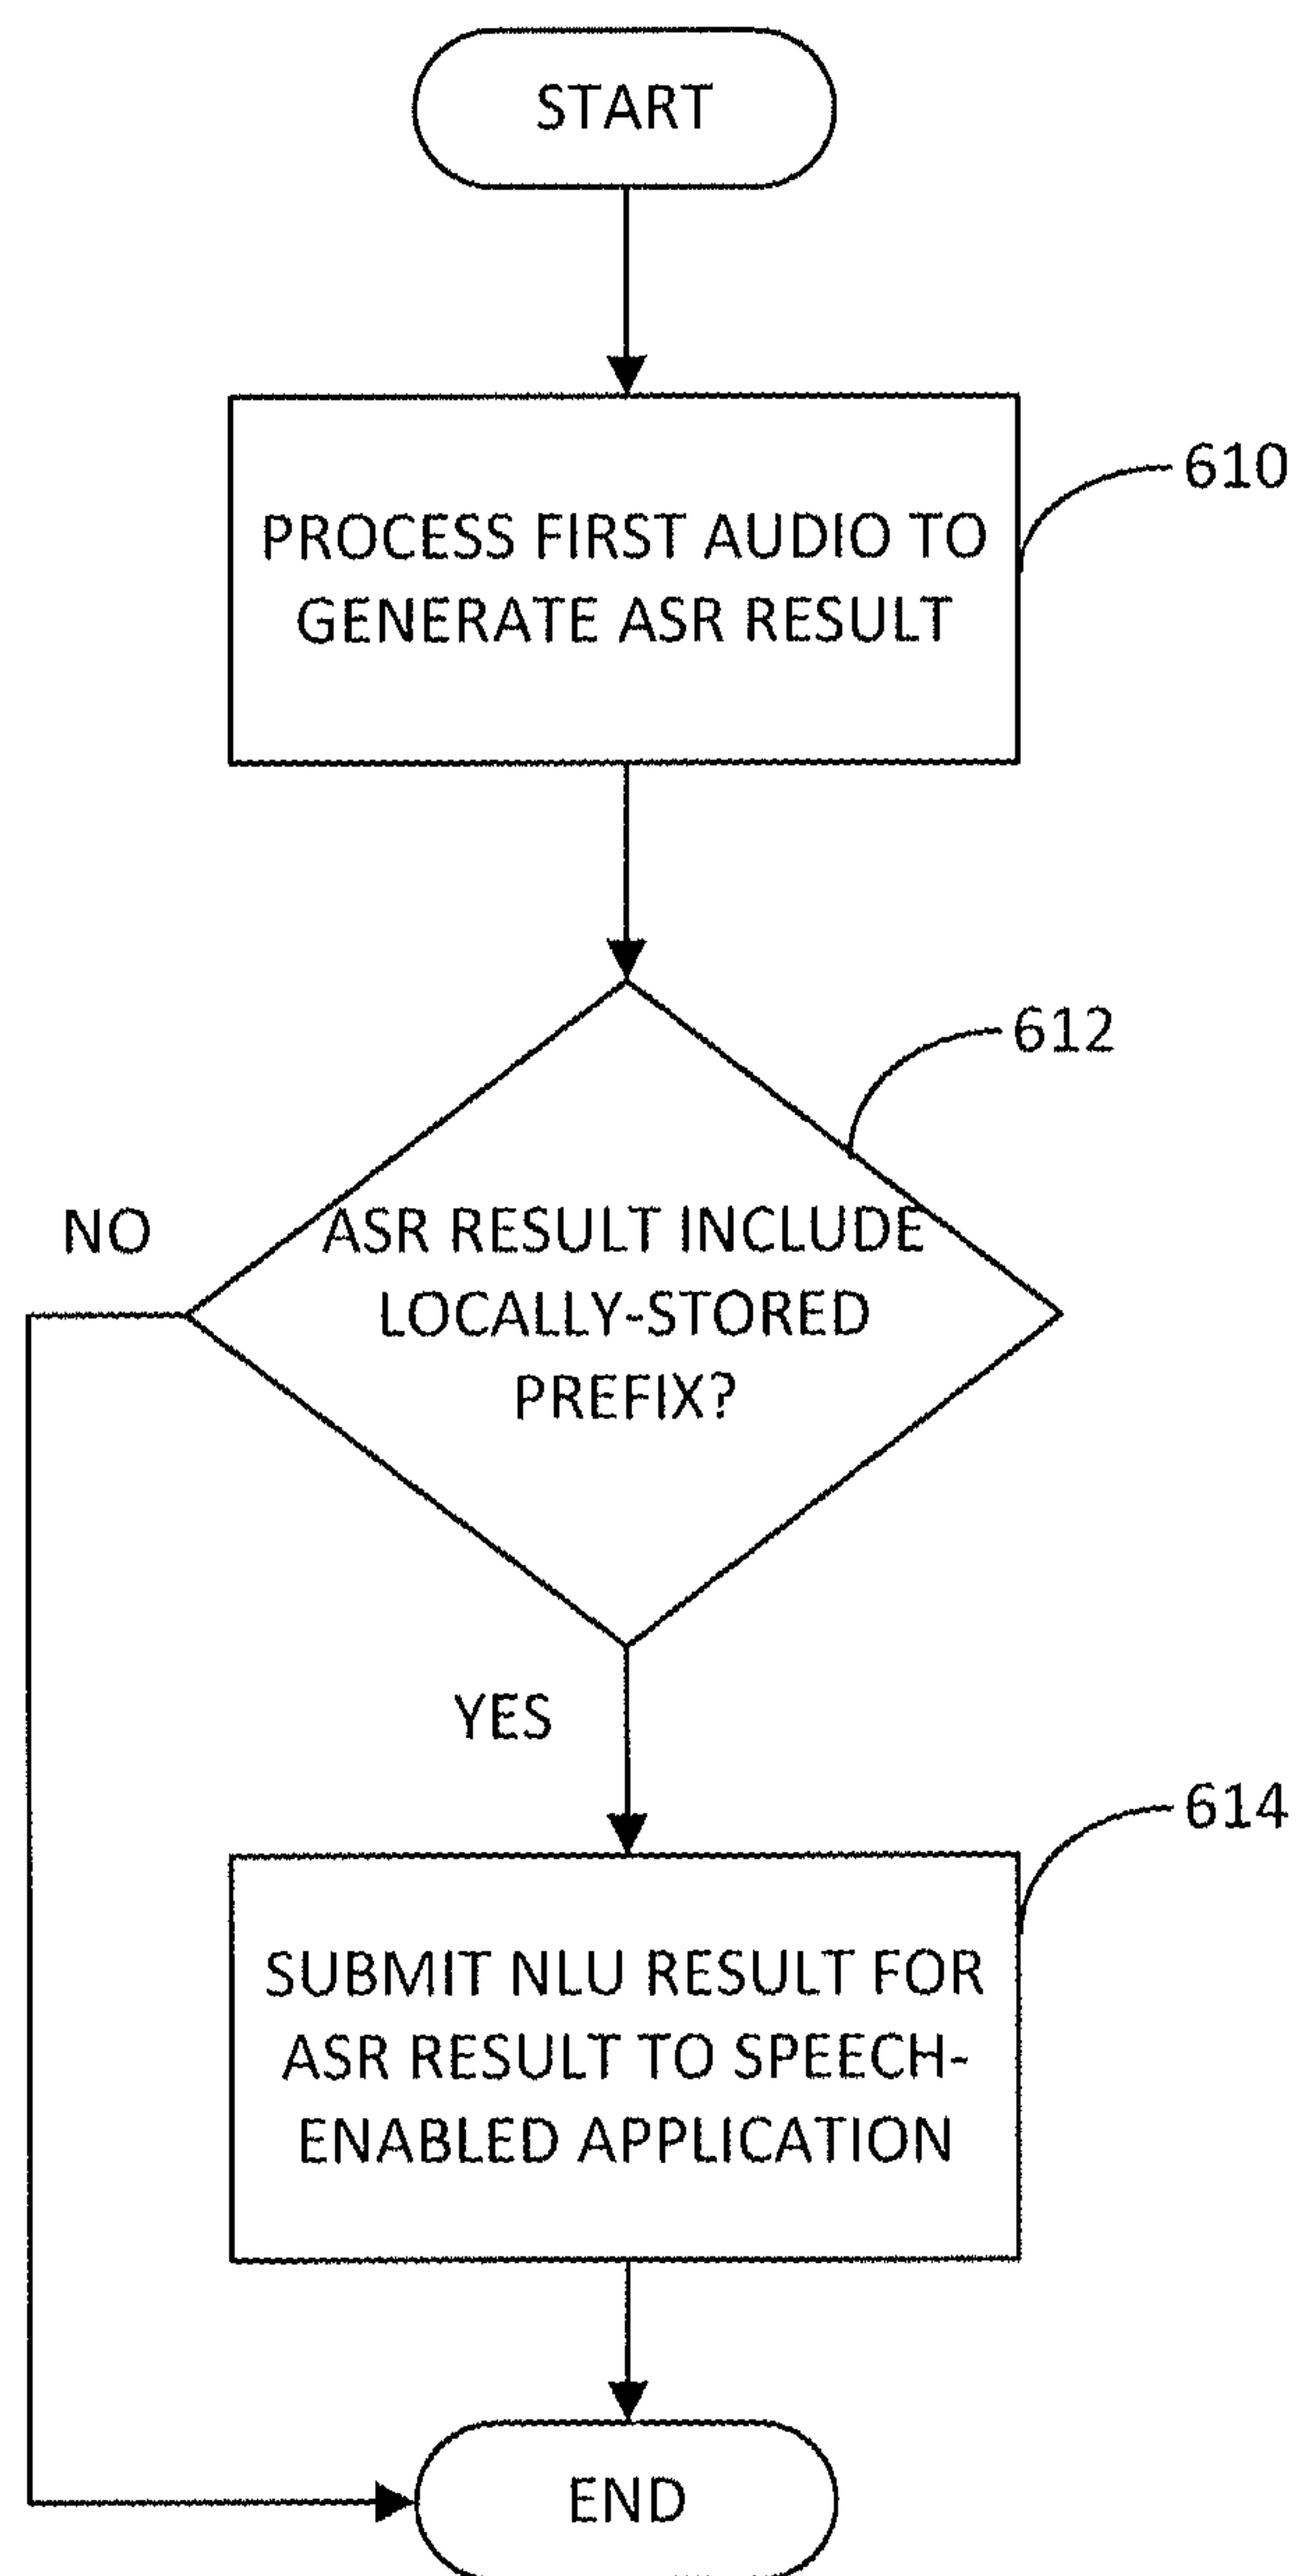 START
610
PROCESS FIRST AUDIO TO
GENERATE ASR RESULT
612
NO
ASR RESULT INCLUDE
LOCALLY-STORED
PREFIX?
YES
614
SUBMIT NLU RESULT FOR
ASR RESULT TO SPEECH-
ENABLED APPLICATION
END